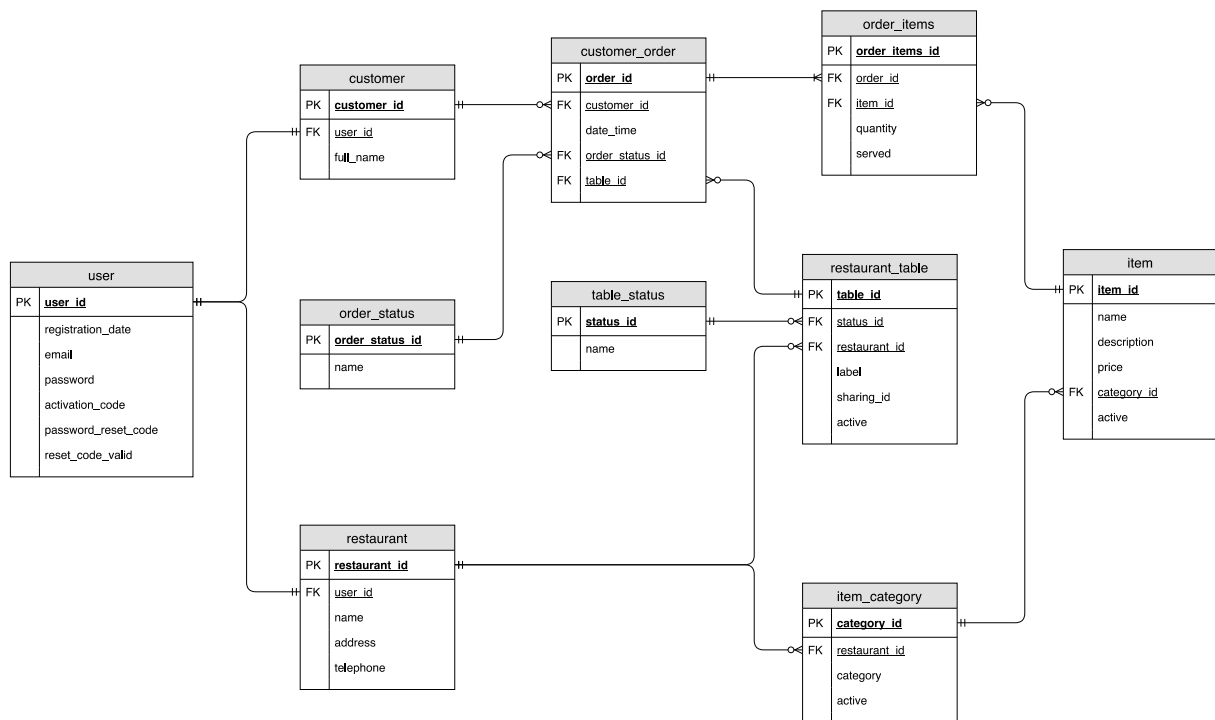 order_items
PK order_items_id
FK order_id
FK item_id
quantity
served
customer_order
PK order_id
FK customer_id
date_time
FK order_status_id
FK table_id
customer
PK customer_id
FK user_id
full_name
user
PK user_id
registration_date
email
password
activation_code
password_reset_code
reset_code_valid
order_status
PK order_status_id
name
table_status
PK status_id
name
restaurant_table
PK table_id
FK status_id
FK restaurant_id
label
sharing_id
active
item
PK item_id
name
description
price
FK category_id
active
restaurant
PK restaurant_id
FK user_id
name
address
telephone
item_category
PK category_id
FK restaurant_id
category
active